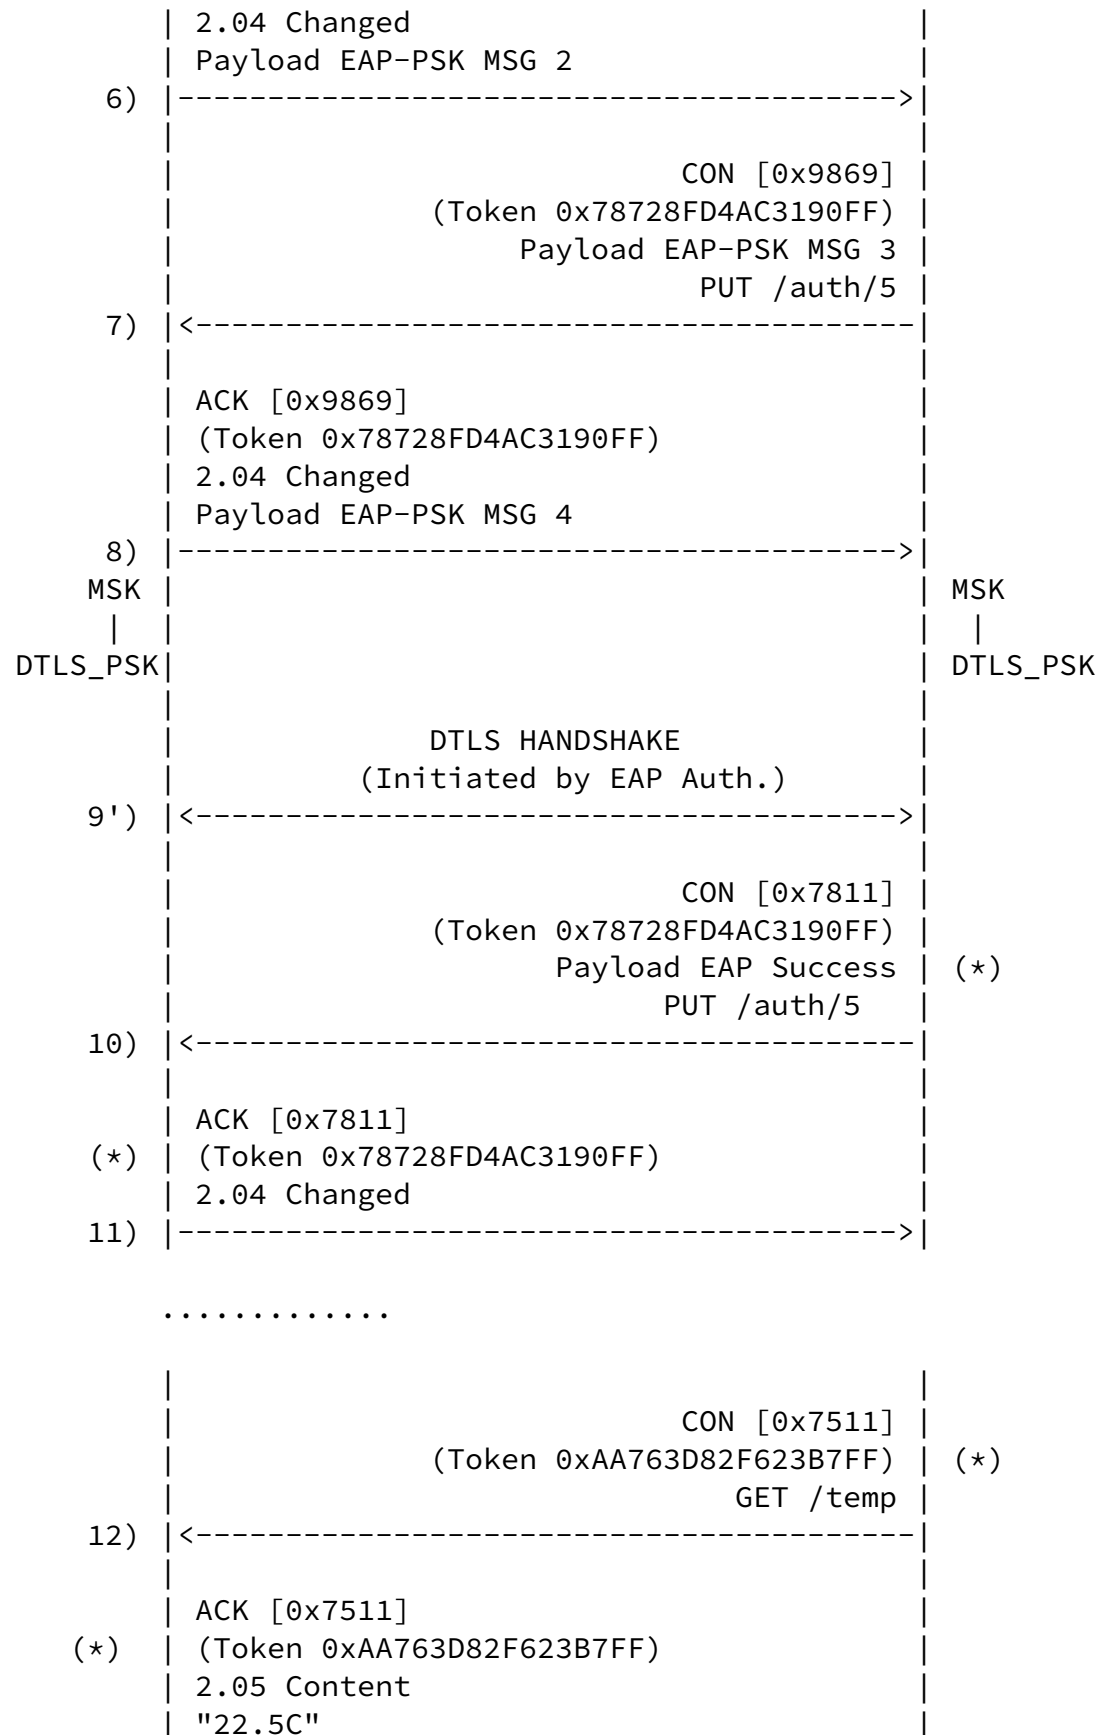 | 2.04 Changed |
| Payload EAP-PSK MSG 2 |
6) |---------------------------------------->|
| |
| CON [0x9869] |
| (Token 0x78728FD4AC3190FF) |
| Payload EAP-PSK MSG 3 |
| PUT /auth/5 |
7) |<----------------------------------------|
| |
| ACK [0x9869] |
| (Token 0x78728FD4AC3190FF) |
| 2.04 Changed |
| Payload EAP-PSK MSG 4 |
8) |---------------------------------------->|
MSK | | MSK
| | | |
DTLS_PSK| | DTLS_PSK
| |
| DTLS HANDSHAKE |
| (Initiated by EAP Auth.) |
9') |<--------------------------------------->|
| |
| CON [0x7811] |
| (Token 0x78728FD4AC3190FF) |
| Payload EAP Success | (*)
| PUT /auth/5 |
10) |<----------------------------------------|
| |
| ACK [0x7811] |
(*) | (Token 0x78728FD4AC3190FF) |
| 2.04 Changed |
11) |---------------------------------------->|
.............
| |
| CON [0x7511] |
| (Token 0xAA763D82F623B7FF) | (*)
| GET /temp |
12) |<----------------------------------------|
| |
| ACK [0x7511] |
(*) | (Token 0xAA763D82F623B7FF) |
| 2.05 Content |
| "22.5C" |